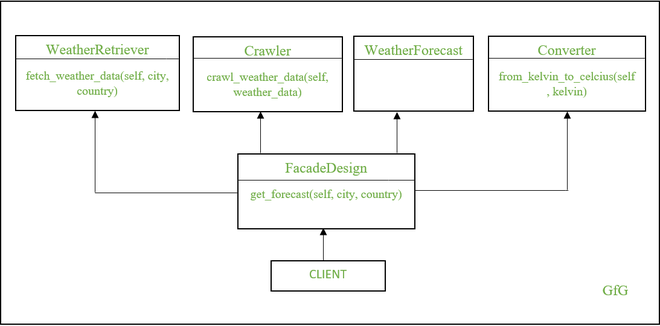 WeatherRetriever
fetch_weather_data(self, city,
country)
Crawler
crawl_weather_data(self,
weather_data)
WeatherForecast
Converter
from_kelvin_to_celcius(self
, kelvin)
FacadeDesign
get_forecast(self, city, country)
CLIENT
GfG